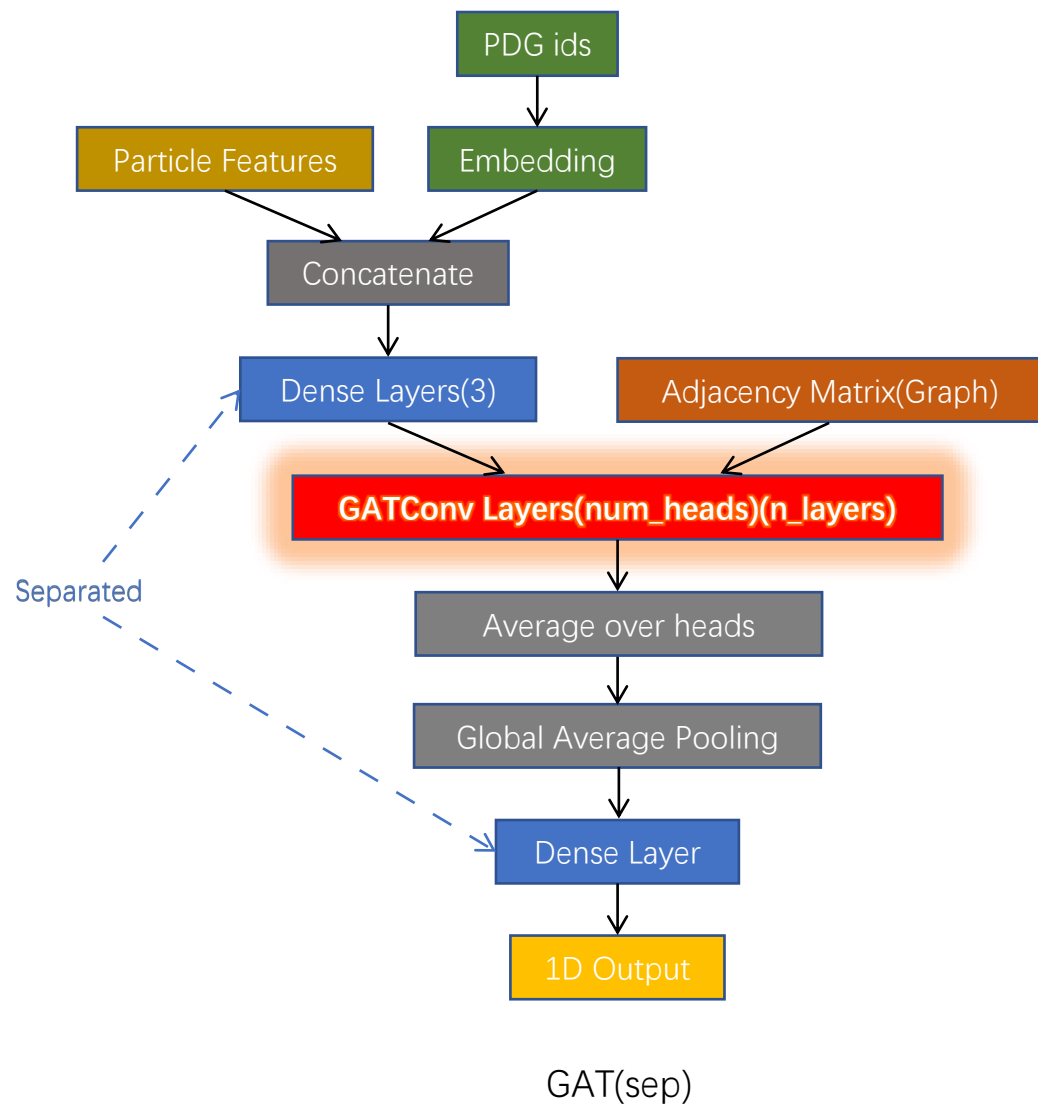 PDG ids
Particle Features
Embedding
Concatenate
Dense Layers(3)
Adjacency Matrix(Graph)
GATConv Layers(num_heads)(n_layers)
Separated
Average over heads
Global Average Pooling
Dense Layer
1D Output
GAT(sep)